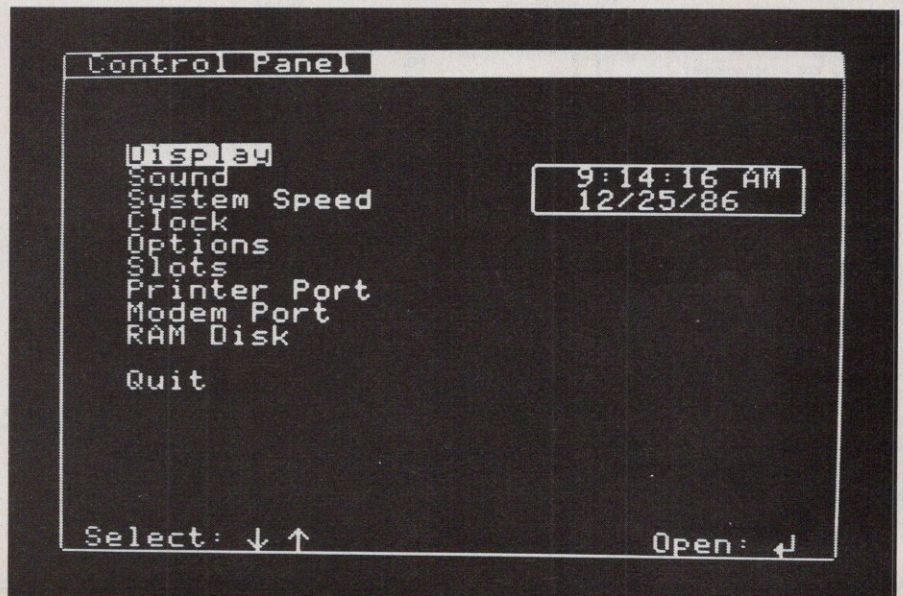 Control Panel
Display
Sound
System Speed
Clock
Options
Slots
Printer Port
Modem Port
RAM Disk
Quit
9:14:16 AM
12/25/86
Select: ↓ ↑
Open: ↵